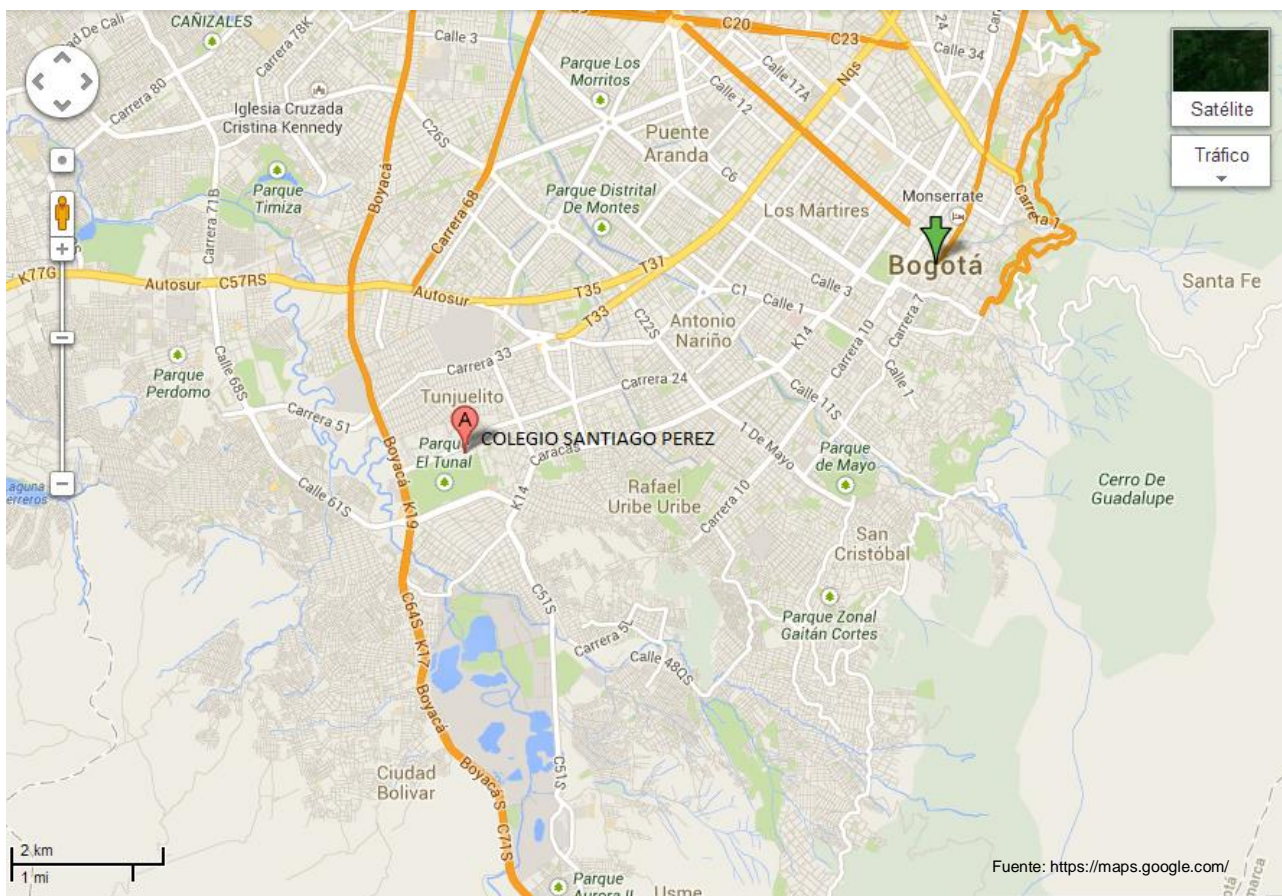 CAÑIZALES
Calle 3
Carrera 78K
Carrera 80
Iglesia Cruzada
Cristina Kennedy
C26S
Parque
Timiza
Carrera 71B
Boyacá
Carrera 68
Parque Los
Morritos
Puente
Aranda
Parque Distrital
De Montes
C6
C20
C23
24
Calle 34
Nqs
Calle 17A
Calle 12
Los Mártires
Monserrate
Carrera 1
Bogotá
Santa Fe
Satélite
Tráfico
K77G
Autosur
C57RS
Autosur
T35
T31
T33
C22S
C1
Calle 1
Calle 3
Antonio
Nariño
K14
Carrera 10
Carrera 7
Calle 1
Calle 11S
Parque
Perdomo
Calle 68S
Carrera 51
Carrera 33
Carrera 24
Tunjuelito
A
COLEGIO SANTIAGO PEREZ
El Tunal
Caracas
K14
Calle 61S
Boyacá
K19
1 De Mayo
Parque
de Mayo
Rafael
Uribe Uribe
Carrera 10
San
Cristóbal
Cerro De
Guadalupe
Parque Zonal
Gaitán Cortes
C51S
Carrera 5L
Calle 48QS
C64S
K17
Boyacá
Ciudad
Bolivar
Boyacá S
C71S
C51S
2 km
1 mi
Parque
Usme
Fuente: https://maps.google.com/